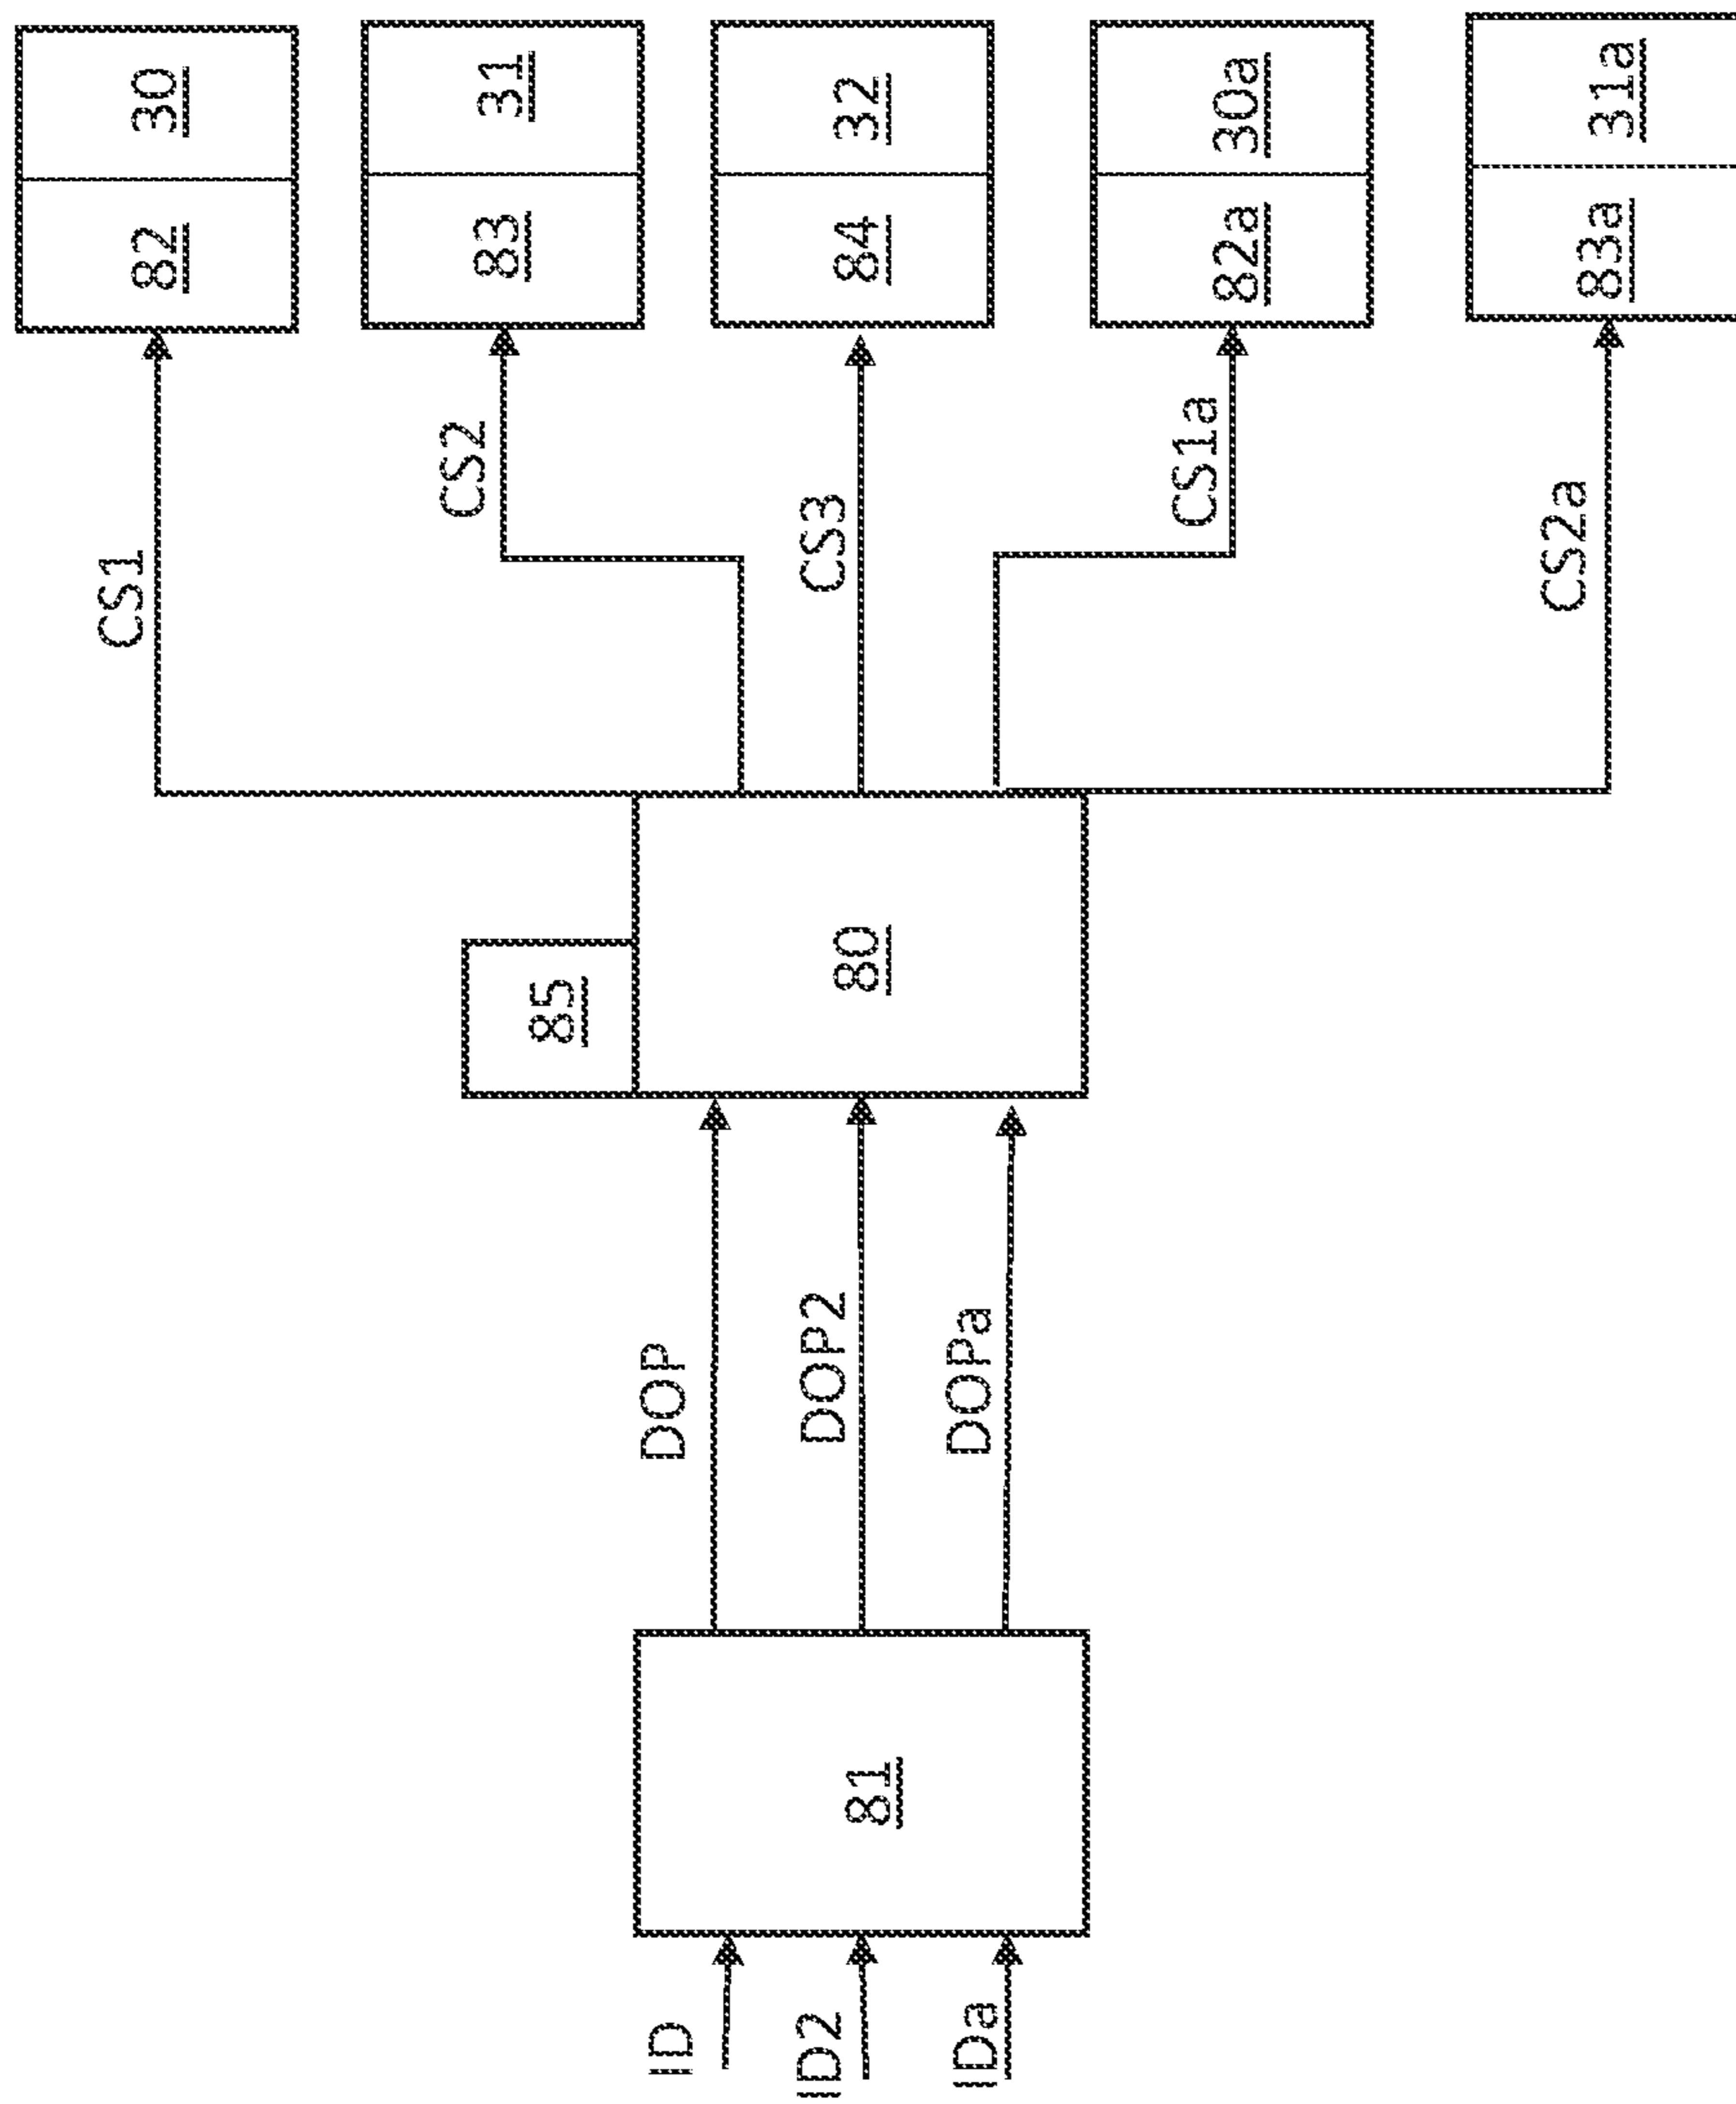 ID
ID2
IDa
81
DOP
DOP2
DOPa
85
80
CS1
CS2
CS3
CS1a
CS2a
82 30
83 31
84 32
82a 30a
83a 31a